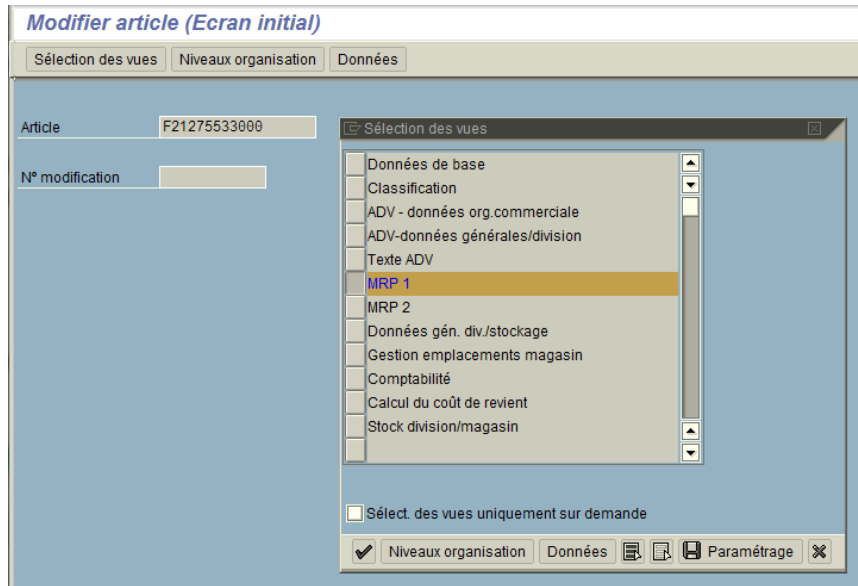 Modifier article (Ecran initial)
Sélection des vues Niveaux organisation Données
Article F21275533000
Nº modification
Sélection des vues
Données de base
Classification
ADV - données org.commerciale
ADV-données générales/division
Texte ADV
MRP 1
MRP 2
Données gén. div./stockage
Gestion emplacements magasin
Comptabilité
Calcul du coût de revient
Stock division/magasin
Sélect. des vues uniquement sur demande
Niveaux organisation Données Paramétrage